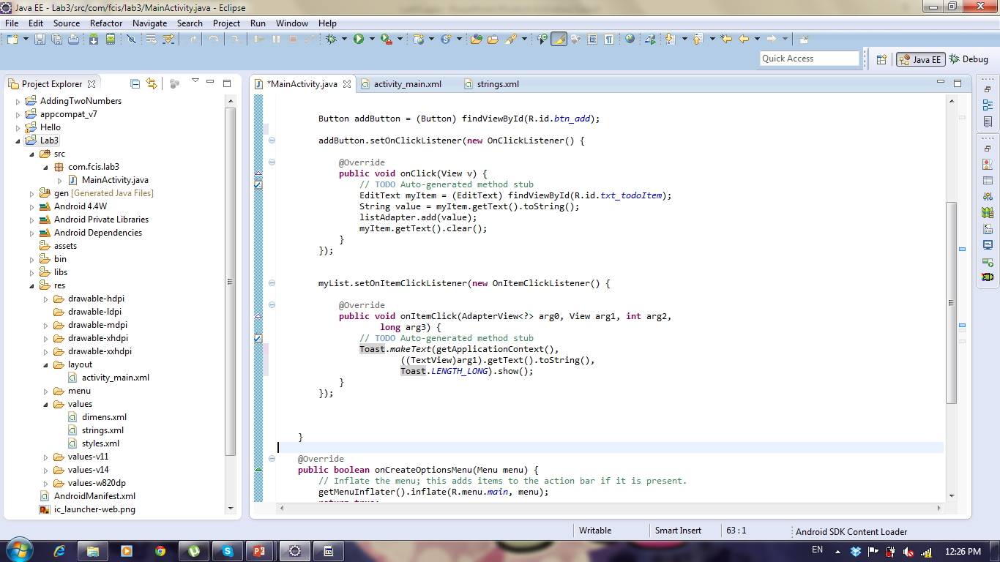 Java EE - Lab3/src/com/fcis/lab3/MainActivity.java - Eclipse
File Edit Source Refactor Navigate Search Project Run Window Help
Quick Access
Java EE
Debug
Project Explorer
AddingTwoNumbers
appcompat_v7
Hello
Lab3
src
com.fcis.lab3
MainActivity.java
gen [Generated Java Files]
Android 4.4W
Android Private Libraries
Android Dependencies
assets
bin
libs
res
drawable-hdpi
drawable-ldpi
drawable-mdpi
drawable-xhdpi
drawable-xxhdpi
layout
activity_main.xml
menu
values
dimens.xml
strings.xml
styles.xml
values-v11
values-v14
values-w820dp
AndroidManifest.xml
ic_launcher-web.png
*MainActivity.java
activity_main.xml
strings.xml
Button addButton = (Button) findViewById(R.id.btn_add);
addButton.setOnClickListener(new OnClickListener() {
@Override
public void onClick(View v) {
// TODO Auto-generated method stub
EditText myItem = (EditText) findViewById(R.id.txt_todoItem);
String value = myItem.getText().toString();
listAdapter.add(value);
myItem.getText().clear();
}
});
myList.setOnItemClickListener(new OnItemClickListener() {
@Override
public void onItemClick(AdapterView<?> arg0, View arg1, int arg2,
long arg3) {
// TODO Auto-generated method stub
Toast.makeText(getApplicationContext(),
((TextView)arg1).getText().toString(),
Toast.LENGTH_LONG).show();
}
});
}
@Override
public boolean onCreateOptionsMenu(Menu menu) {
// Inflate the menu; this adds items to the action bar if it is present.
getMenuInflater().inflate(R.menu.main, menu);
return true;
Writable
Smart Insert
63 : 1
Android SDK Content Loader
EN
12:26 PM